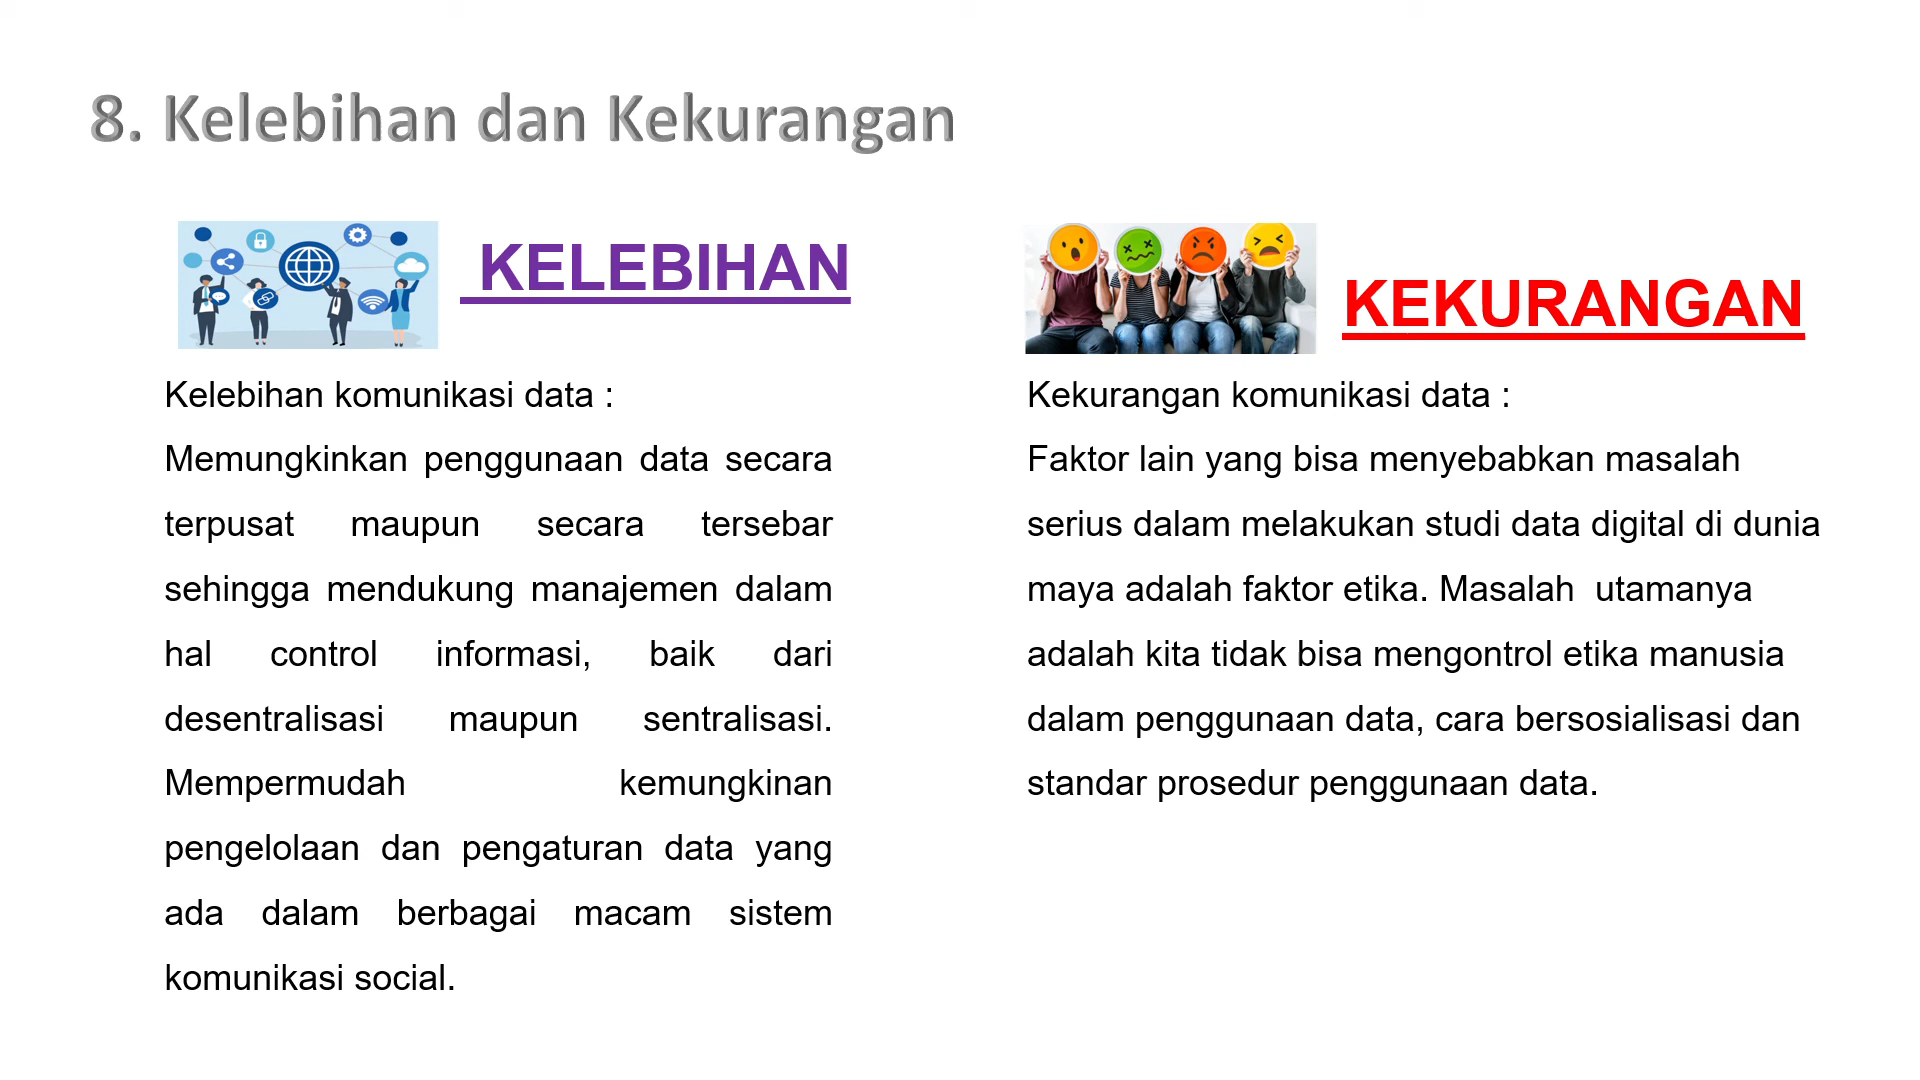 8. Kelebihan dan Kekurangan
KELEBIHAN
Kelebihan komunikasi data :
Memungkinkan penggunaan data secara
terpusat maupun secara tersebar
sehingga mendukung manajemen dalam
hal control informasi, baik dari
desentralisasi maupun sentralisasi.
Mempermudah kemungkinan
pengelolaan dan pengaturan data yang
ada dalam berbagai macam sistem
komunikasi social.
KEKURANGAN
Kekurangan komunikasi data :
Faktor lain yang bisa menyebabkan masalah
serius dalam melakukan studi data digital di dunia
maya adalah faktor etika. Masalah  utamanya
adalah kita tidak bisa mengontrol etika manusia
dalam penggunaan data, cara bersosialisasi dan
standar prosedur penggunaan data.